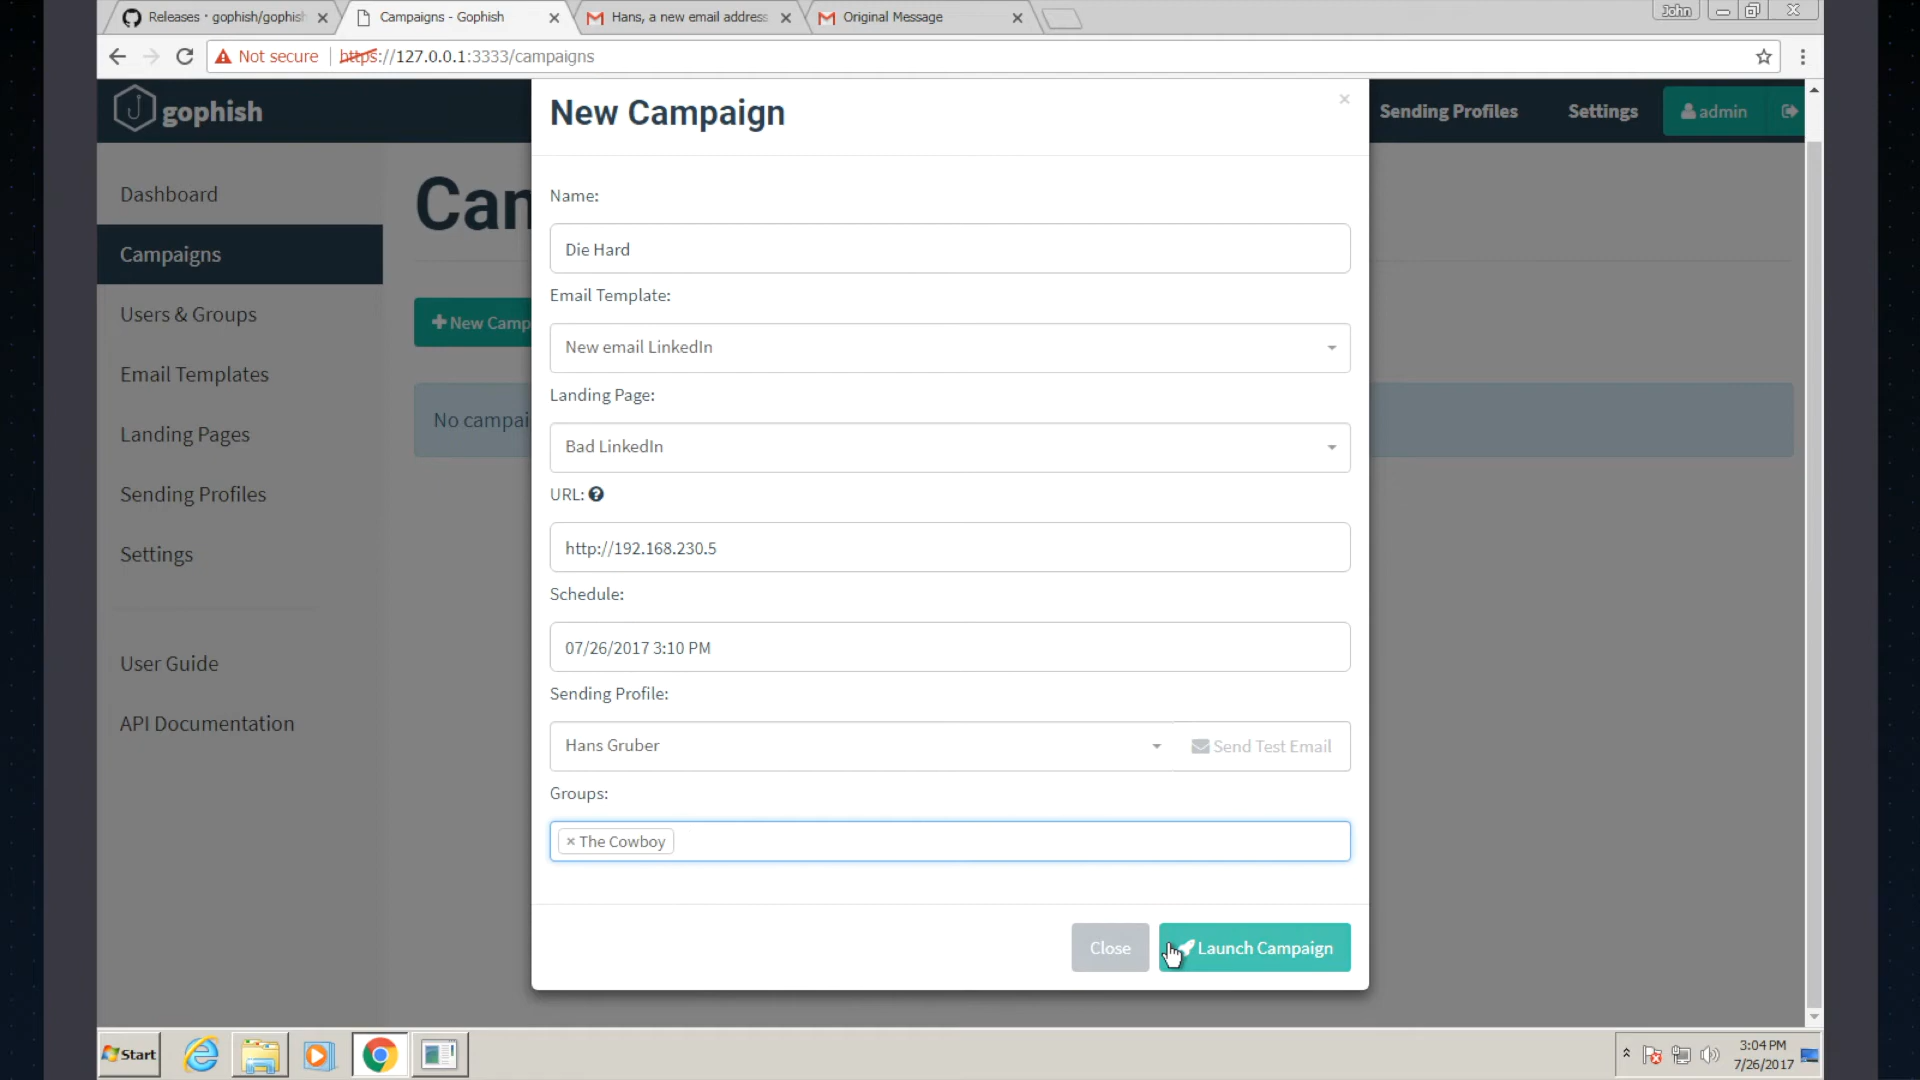 Releases · gophish/gophis
Campaigns - Gophish
Hans, a new email address
Original Message
John
Not secure
https://127.0.0.1:3333/campaigns
gophish
New Campaign
×
Sending Profiles
Settings
admin
Dashboard
Campaigns
Users & Groups
Email Templates
Landing Pages
Sending Profiles
Settings
User Guide
API Documentation
Can
New Camp
No campai
Name:
Die Hard
Email Template:
New email LinkedIn
Landing Page:
Bad LinkedIn
URL:
http://192.168.230.5
Schedule:
07/26/2017 3:10 PM
Sending Profile:
Hans Gruber
Send Test Email
Groups:
× The Cowboy
Close
Launch Campaign
Start
3:04 PM
7/26/2017